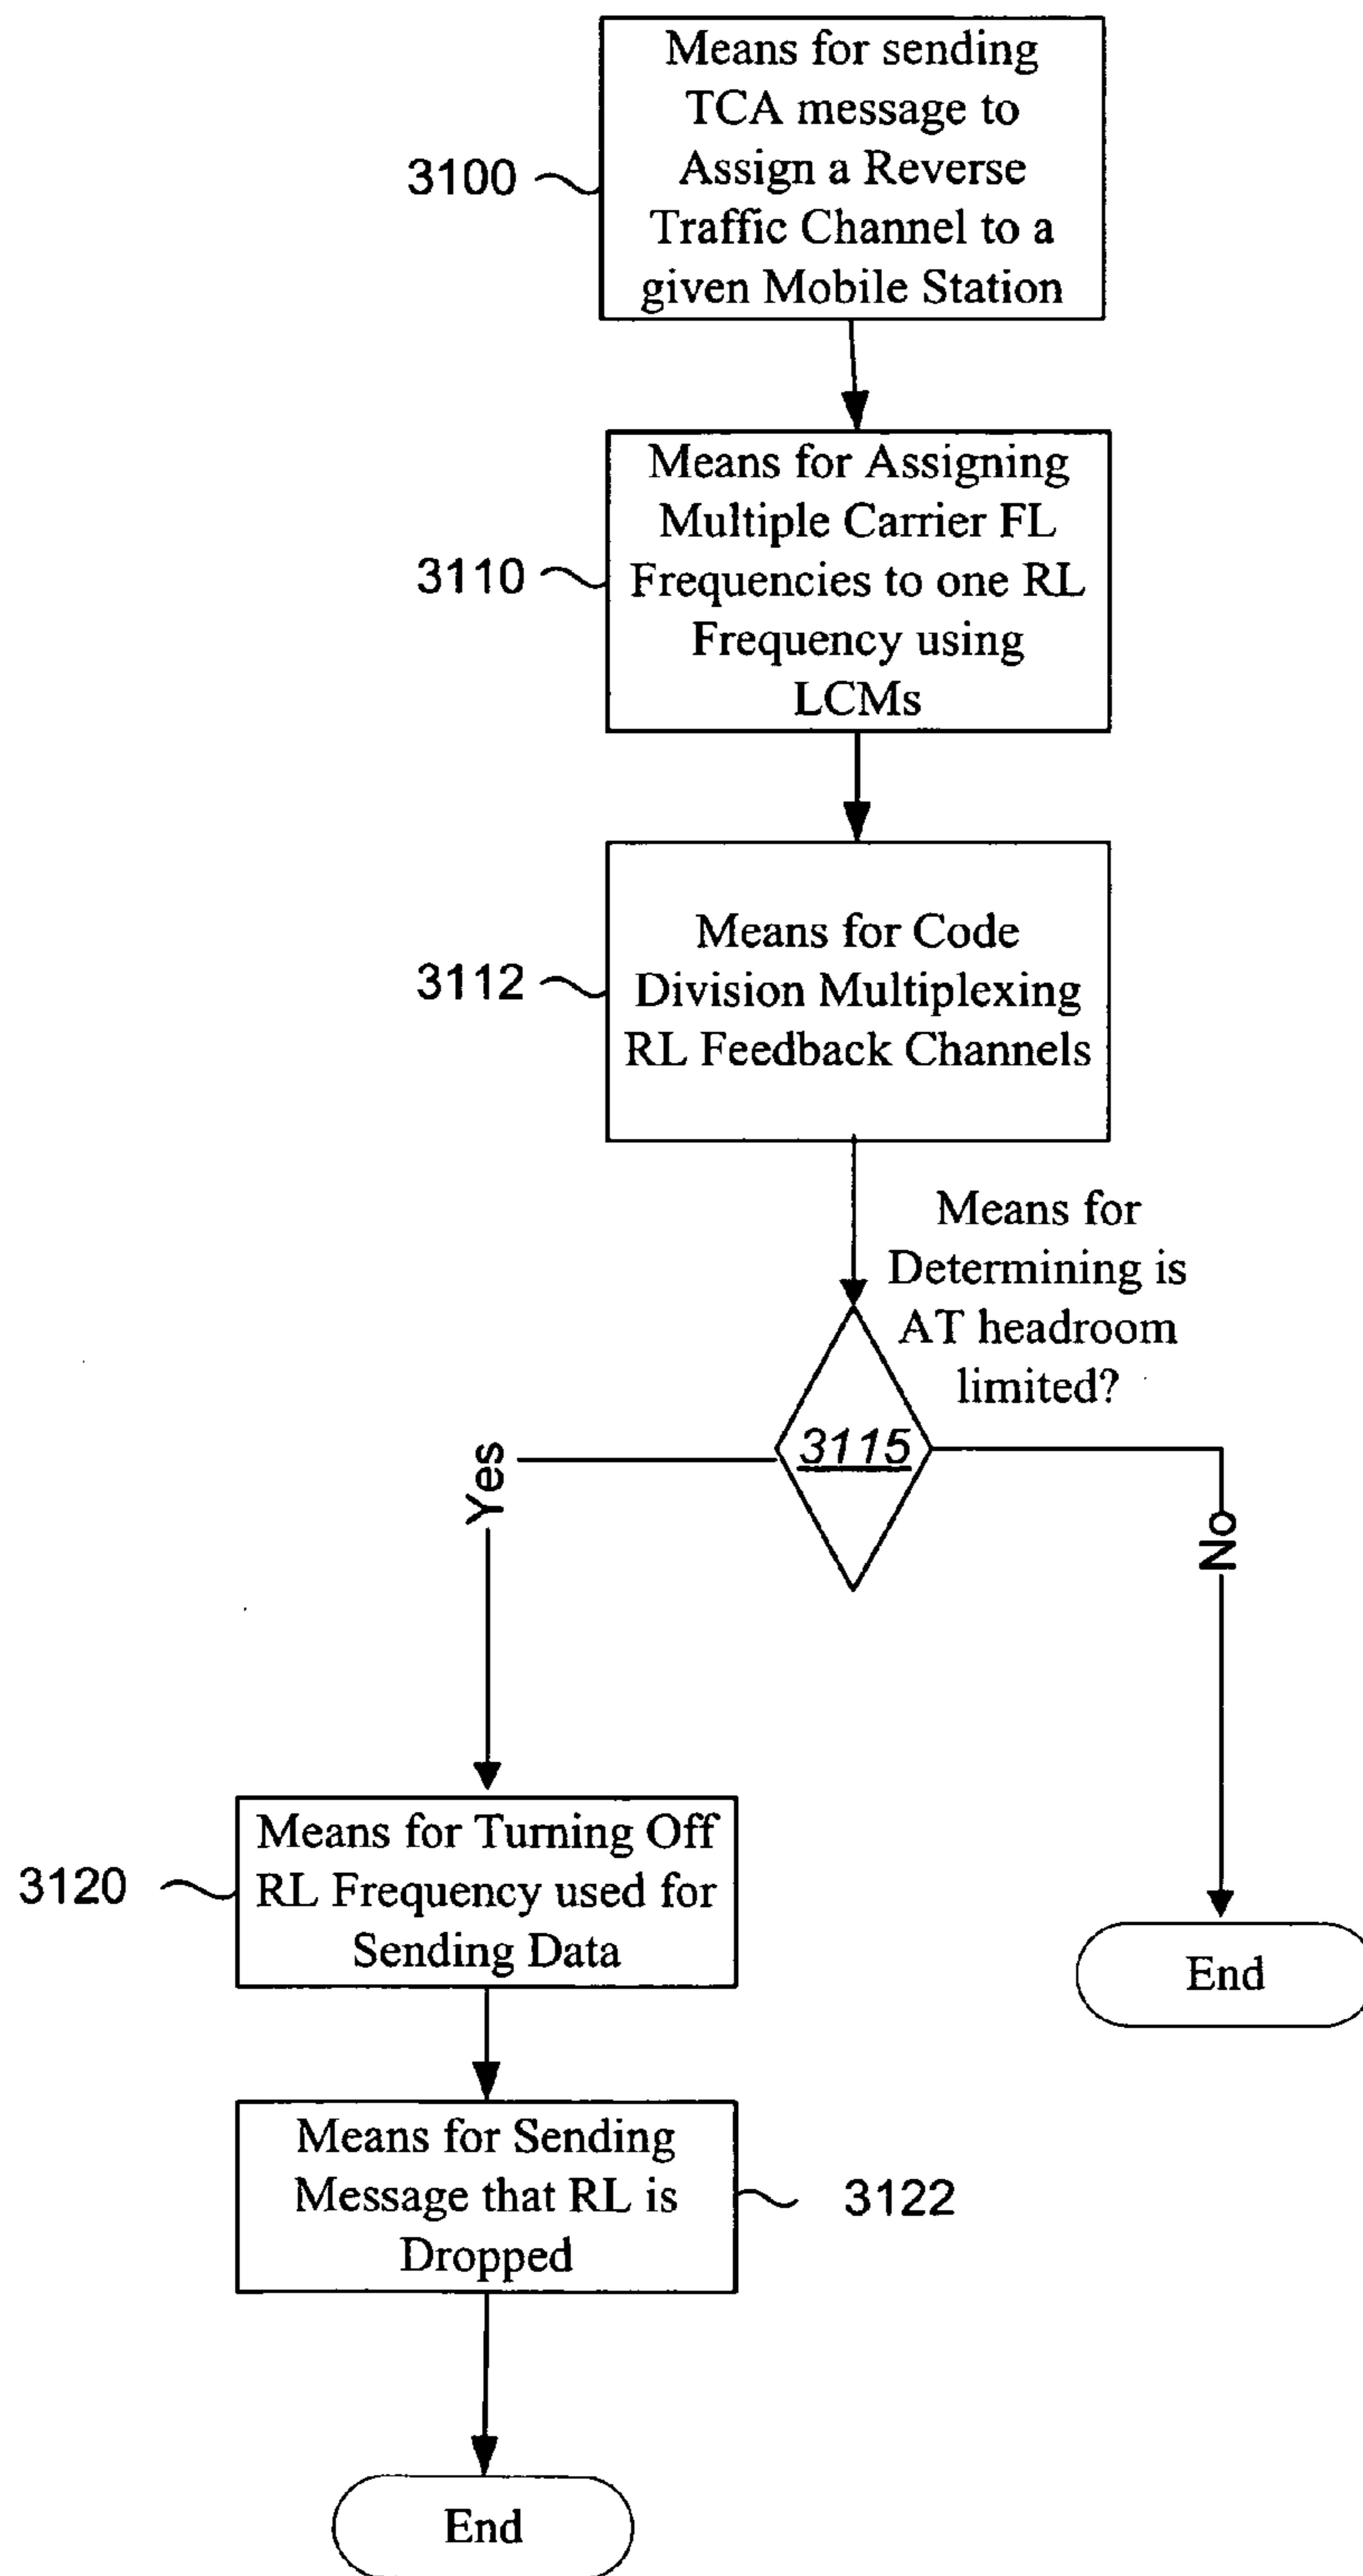 Means for sending
TCA message to
Assign a Reverse
Traffic Channel to a
given Mobile Station
3100
Means for Assigning
Multiple Carrier FL
Frequencies to one RL
Frequency using
LCMs
3110
Means for Code
Division Multiplexing
RL Feedback Channels
3112
Means for
Determining is
AT headroom
limited?
3115
Yes
No
Means for Turning Off
RL Frequency used for
Sending Data
3120
End
Means for Sending
Message that RL is
Dropped
3122
End